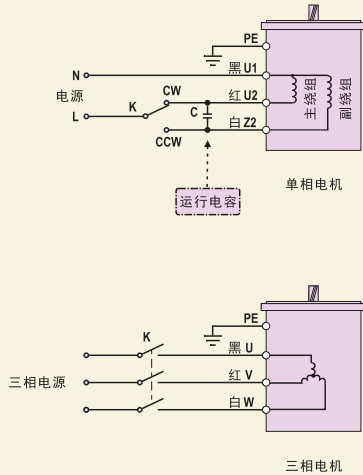 PE
N
黑 U1
电源
CW
红 U2
K
C
主绕组
副绕组
L
白 Z2
CCW
单相电机
运行电容
PE
K
黑 U
三相电源
红 V
白 W
三相电机